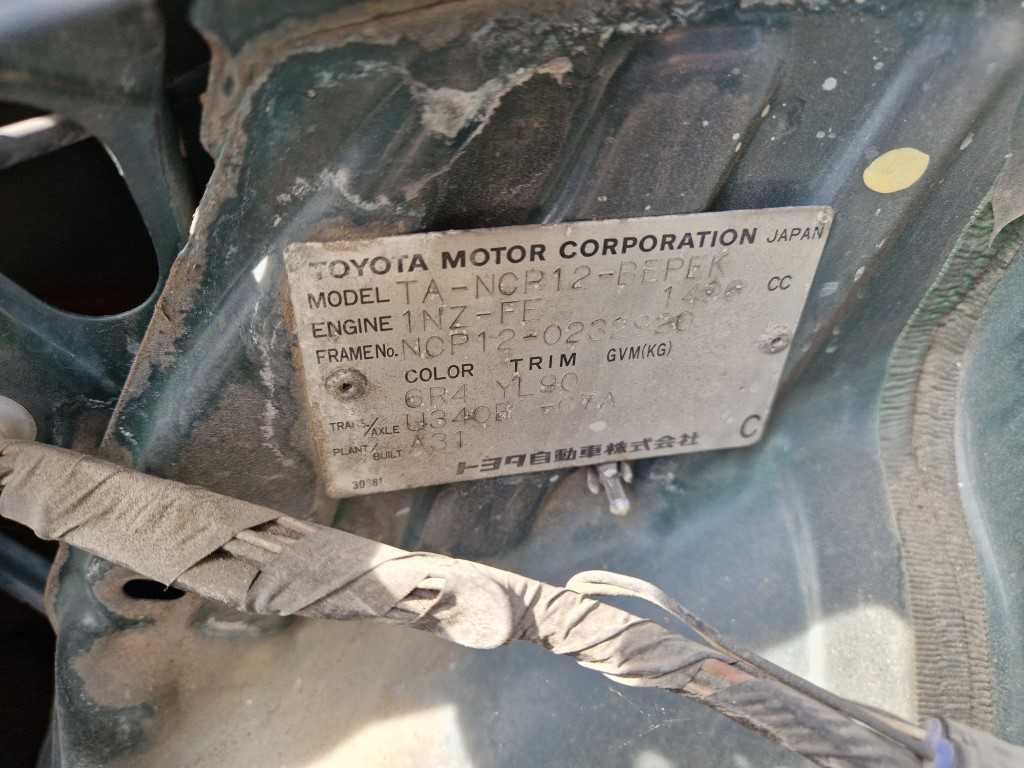 TOYOTA MOTOR CORPORATION JAPAN
MODEL TA-NCP12-BEPEK
ENGINE 1NZ-FE 1496 CC
FRAME No.
COLOR TRIM GVM(KG)
6R4 YL90
TRANS./AXLE U340E
PLANT/BUILT A31
トヨタ自動車株式会社 C